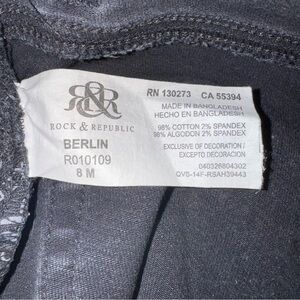 R&R
ROCK & REPUBLIC
BERLIN
R010109
8 M
RN 130273 CA 55394
MADE IN BANGLADESH
HECHO EN BANGLADESH
98% COTTON 2% SPANDEX
98% ALGODON 2% SPANDEX
EXCLUSIVE OF DECORATION /
EXCEPTO DECORACION
040326804302
QVS-14F-RSAH39443